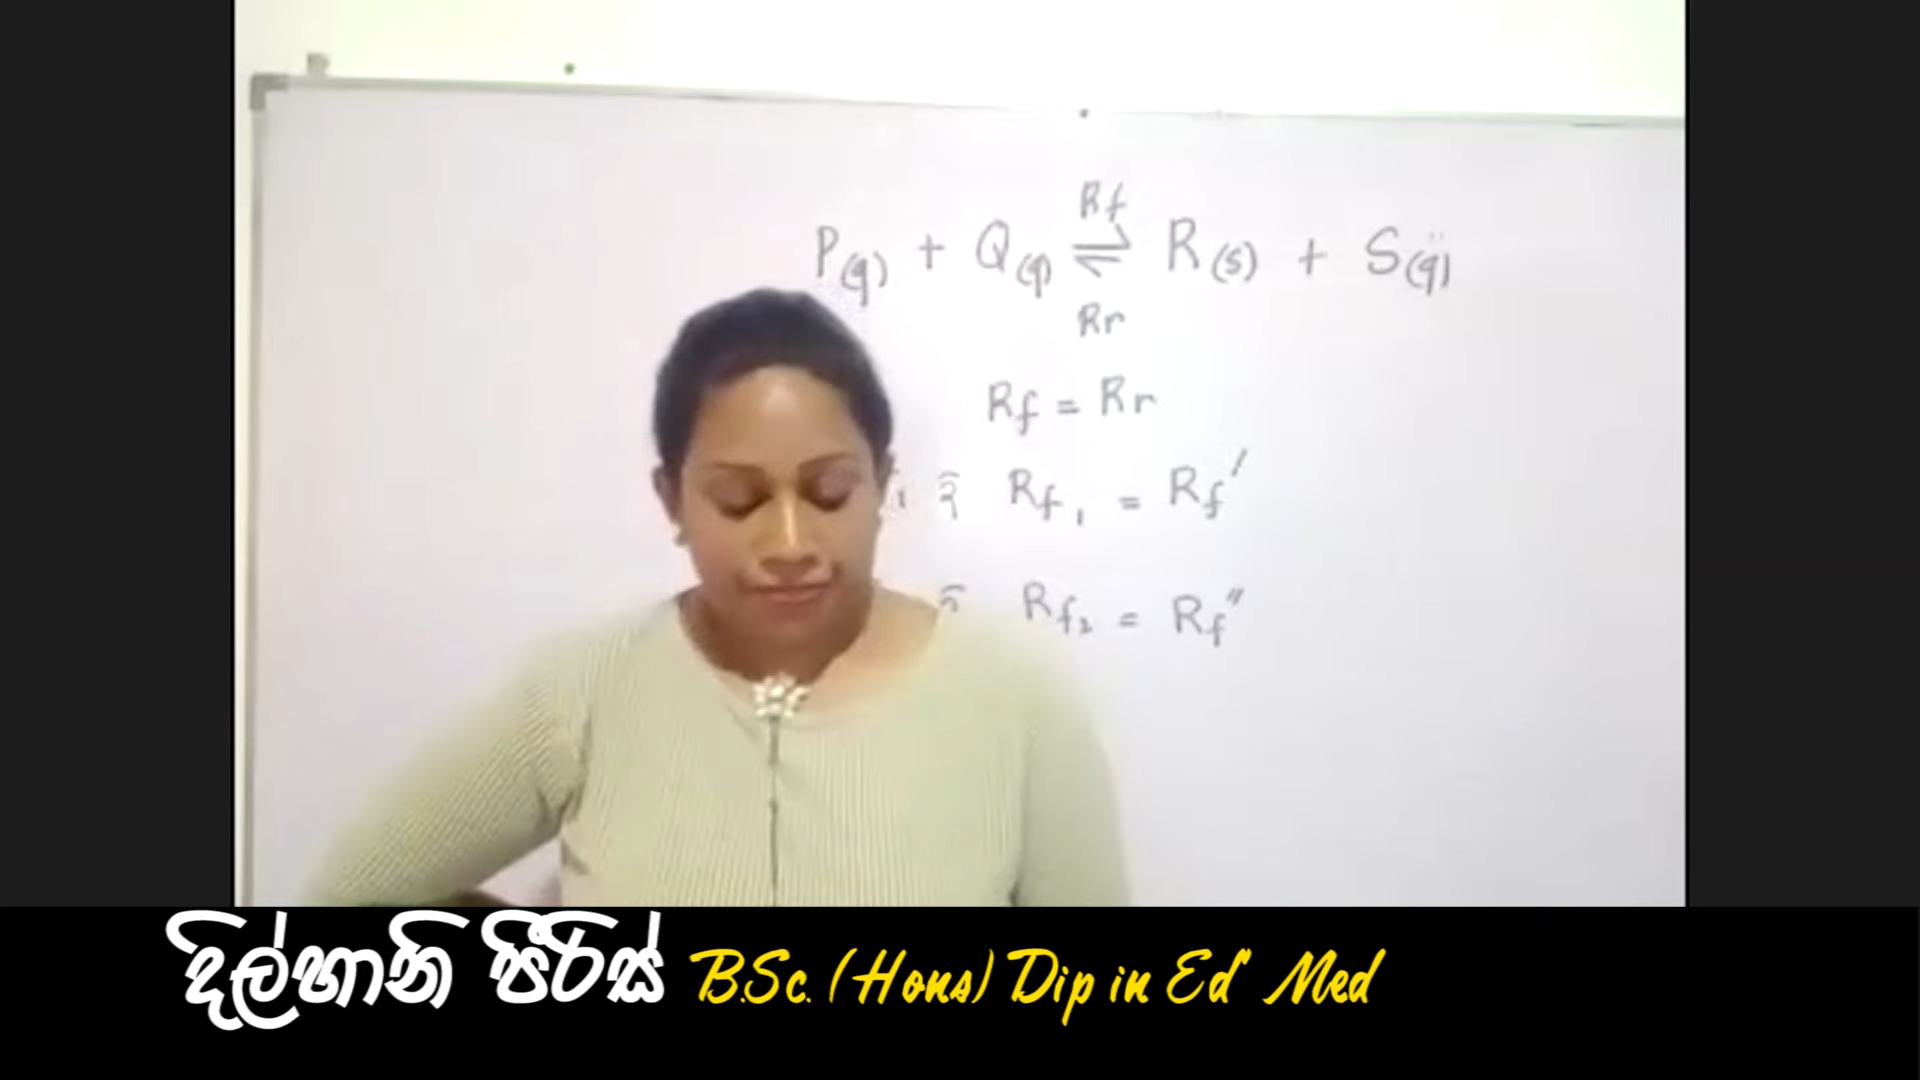 Rf
P(g) + Q(g) ⇌ R(s) + S(g)
Rr
Rf = Rr
දී Rf₁ = Rf′
Rf₂ = Rf″
දිල්හානි පීරිස් B.Sc. (Hons) Dip in Ed Med